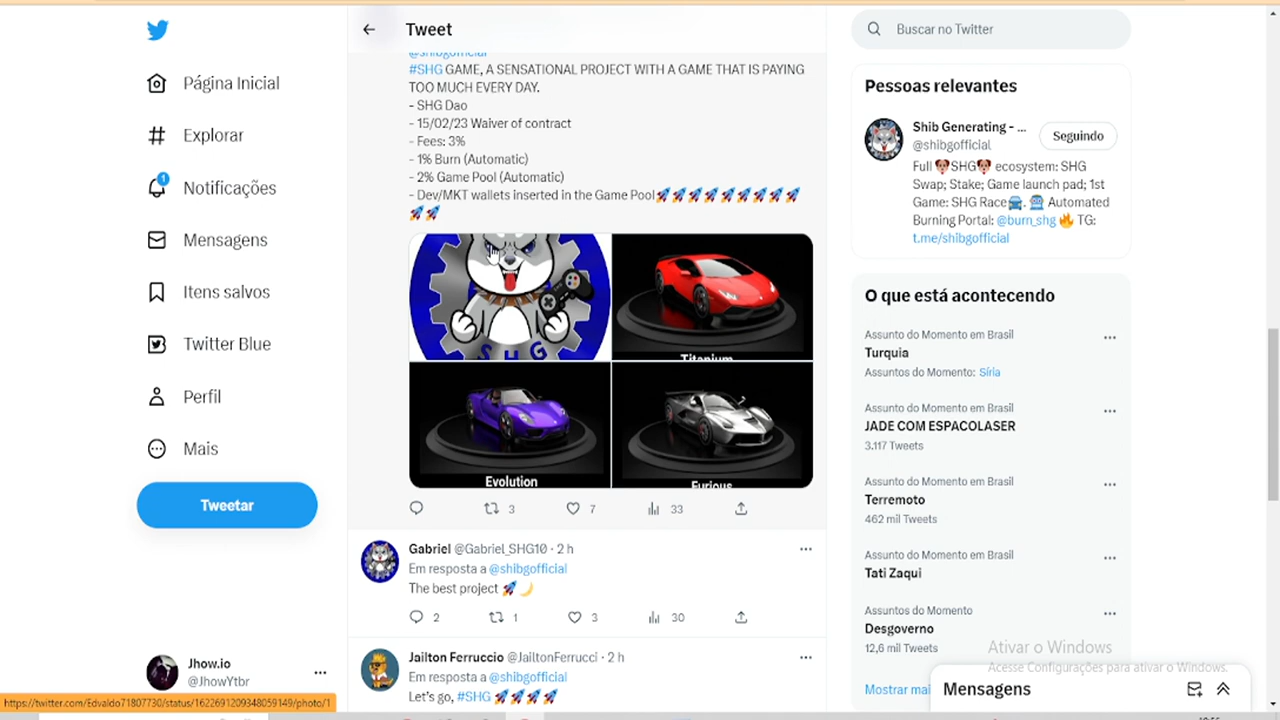 Tweet
Buscar no Twitter
Página Inicial
Explorar
1
Notificações
Mensagens
Itens salvos
Twitter Blue
Perfil
Mais
Tweetar
Jhow.io
@JhowYtbr
https://twitter.com/Edvaldo71807730/status/1622691209348059149/photo/1
@shibgofficial
#SHG GAME, A SENSATIONAL PROJECT WITH A GAME THAT IS PAYING
TOO MUCH EVERY DAY.
- SHG Dao
- 15/02/23 Waiver of contract
- Fees: 3%
- 1% Burn (Automatic)
- 2% Game Pool (Automatic)
- Dev/MKT wallets inserted in the Game Pool🚀🚀🚀🚀🚀🚀🚀🚀🚀
🚀🚀
SHG
Titanium
Evolution
Furious
3 7 33
Gabriel @Gabriel_SHG10 · 2 h
Em resposta a @shibgofficial
The best project 🚀🌙
2 1 3 30
Jailton Ferruccio @JailtonFerrucci · 2 h
Em resposta a @shibgofficial
Let's go, #SHG 🚀🚀🚀🚀
Pessoas relevantes
Shib Generating - ...
@shibgofficial
Seguindo
Full 🐶SHG🐶 ecosystem: SHG
Swap; Stake; Game launch pad; 1st
Game: SHG Race🚘. 🤖 Automated
Burning Portal: @burn_shg 🔥 TG:
t.me/shibgofficial
O que está acontecendo
Assunto do Momento em Brasil
Turquia
Assuntos do Momento: Síria
Assunto do Momento em Brasil
JADE COM ESPACOLASER
3.117 Tweets
Assunto do Momento em Brasil
Terremoto
462 mil Tweets
Assunto do Momento em Brasil
Tati Zaqui
Assuntos do Momento
Desgoverno
12,6 mil Tweets
Mostrar mai
Ativar o Windows
Acesse Configurações para ativar o Windows.
Mensagens